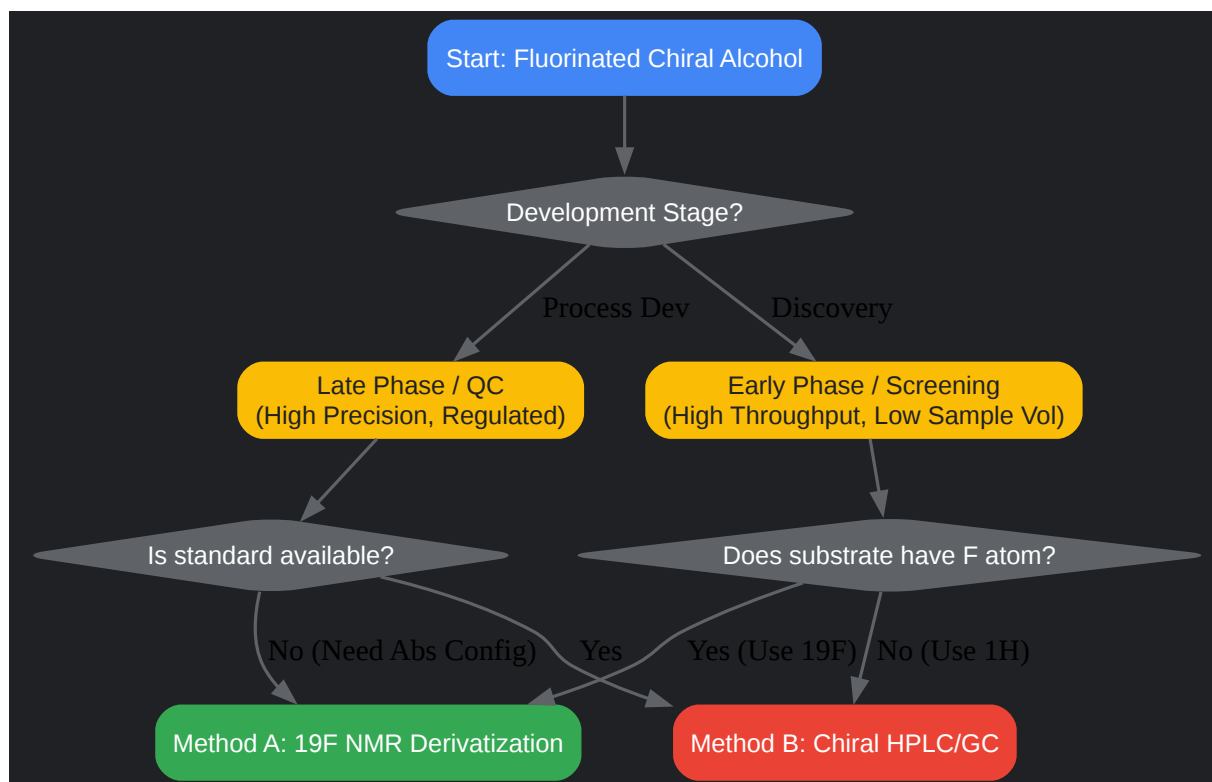 Start: Fluorinated Chiral Alcohol
Development Stage?
Process Dev
Discovery
Late Phase / QC
(High Precision, Regulated)
Early Phase / Screening
(High Throughput, Low Sample Vol)
Is standard available?
Does substrate have F atom?
No (Need Abs Config)
Yes
Yes (Use 19F)
No (Use 1H)
Method A: 19F NMR Derivatization
Method B: Chiral HPLC/GC